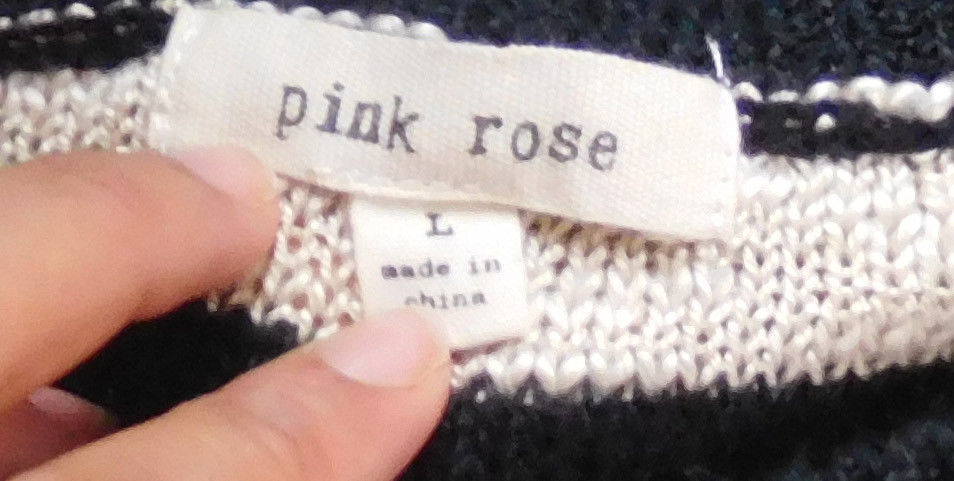 pink rose
L
made in
china